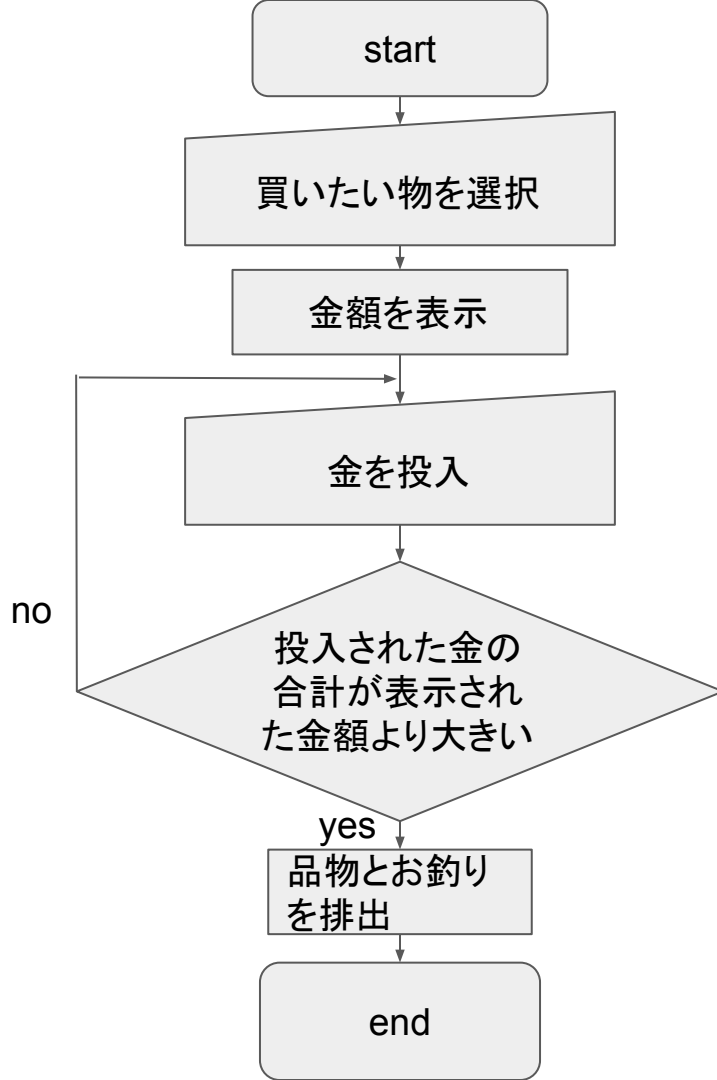 start
買いたい物を選択
金額を表示
金を投入
no
投入された金の
合計が表示され
た金額より大きい
yes
品物とお釣り
を排出
end